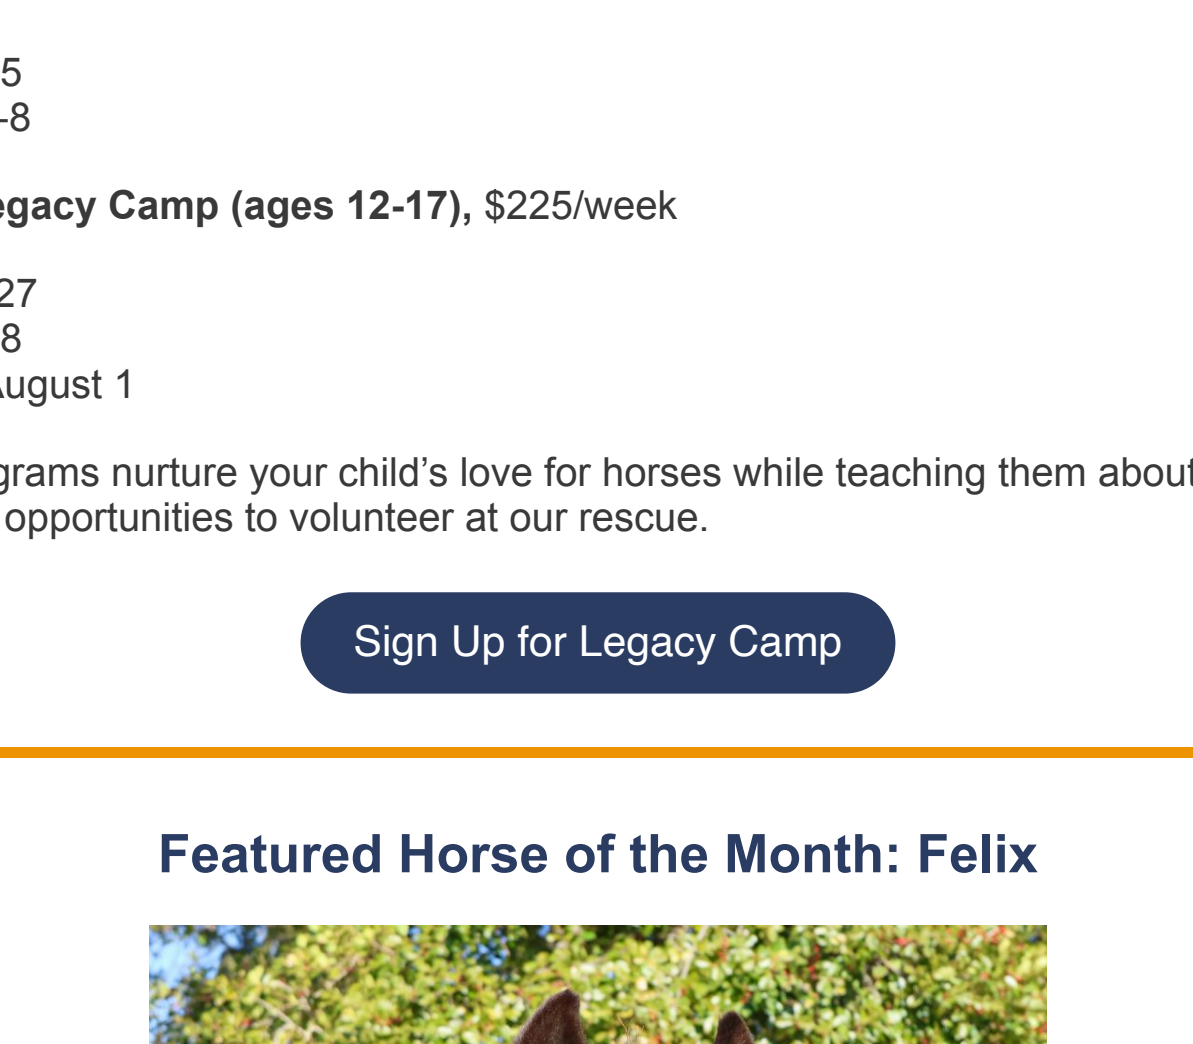 5
-8
egacy Camp (ages 12-17), $225/week
27
8
August 1
grams nurture your child’s love for horses while teaching them about
opportunities to volunteer at our rescue.
Sign Up for Legacy Camp
Featured Horse of the Month: Felix